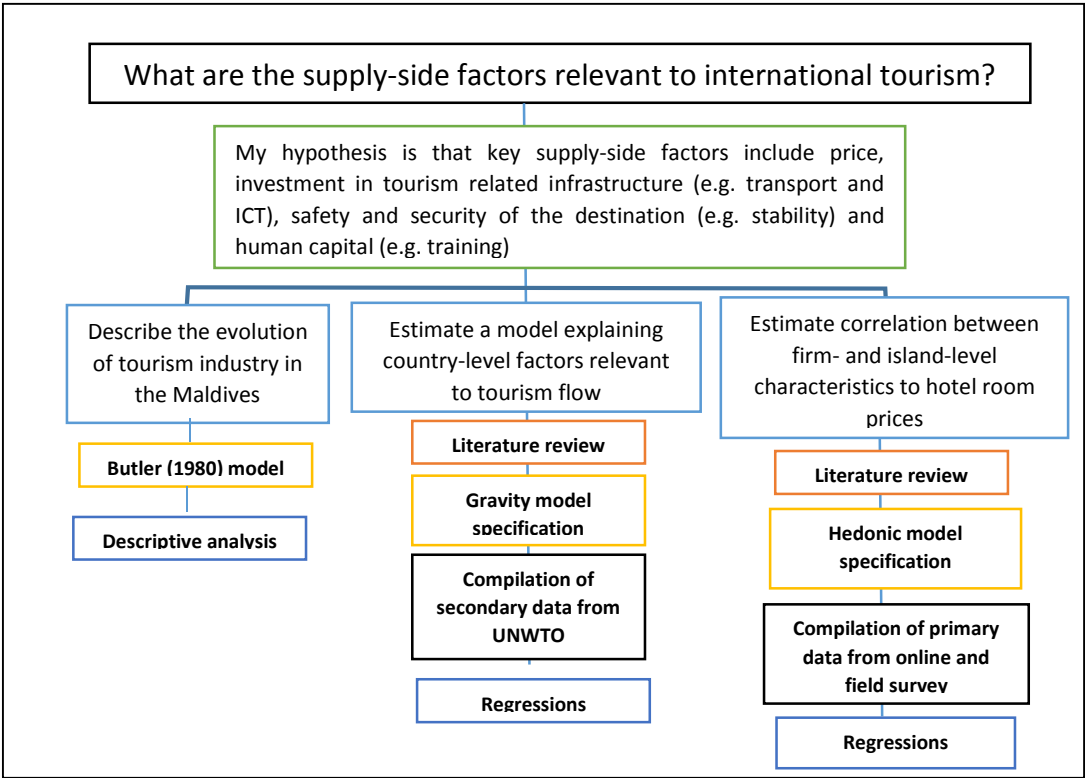 What are the supply-side factors relevant to international tourism?
My hypothesis is that key supply-side factors include price,
investment in tourism related infrastructure (e.g. transport and
ICT), safety and security of the destination (e.g. stability) and
human capital (e.g. training)
Describe the evolution
of tourism industry in
the Maldives
Butler (1980) model
Descriptive analysis
Estimate a model explaining
country-level factors relevant
to tourism flow
Literature review
Gravity model
specification
Compilation of
secondary data from
UNWTO
Regressions
Estimate correlation between
firm- and island-level
characteristics to hotel room
prices
Literature review
Hedonic model
specification
Compilation of primary
data from online and
field survey
Regressions